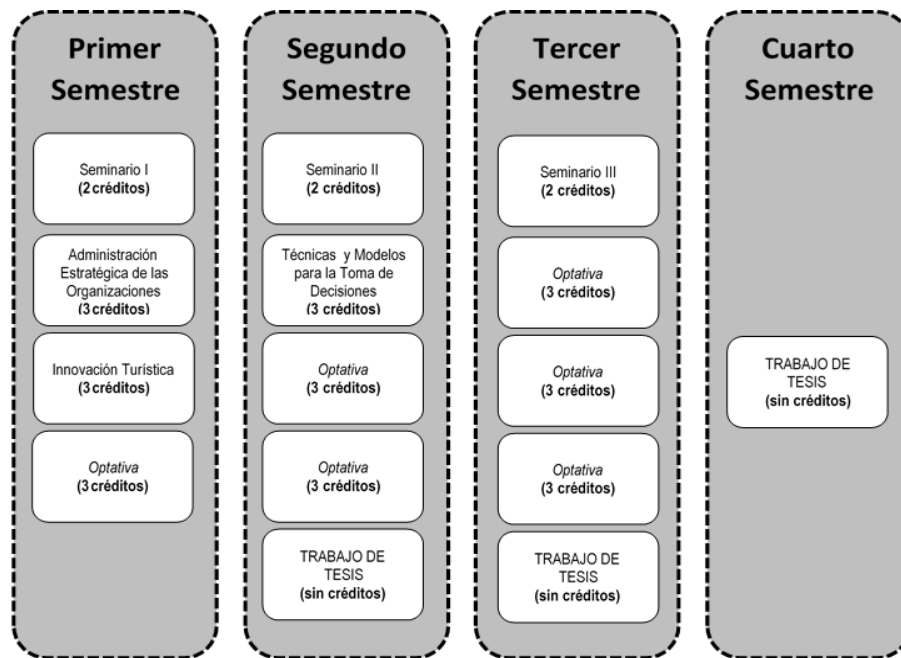 Primer
Semestre
Seminario I
(2 créditos)
Administración
Estratégica de las
Organizaciones
(3 créditos)
Innovación Turística
(3 créditos)
Optativa
(3 créditos)
Segundo
Semestre
Seminario II
(2 créditos)
Técnicas y Modelos
para la Toma de
Decisiones
(3 créditos)
Optativa
(3 créditos)
Optativa
(3 créditos)
TRABAJO DE
TESIS
(sin créditos)
Tercer
Semestre
Seminario III
(2 créditos)
Optativa
(3 créditos)
Optativa
(3 créditos)
Optativa
(3 créditos)
TRABAJO DE
TESIS
(sin créditos)
Cuarto
Semestre
TRABAJO DE
TESIS
(sin créditos)